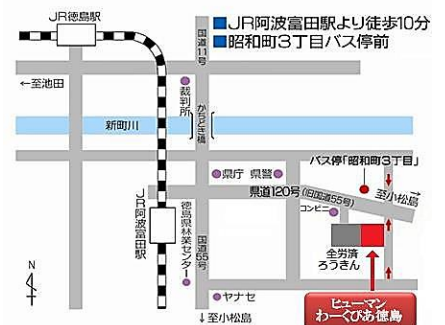 JR徳島駅
国道11号
■JR阿波富田駅より徒歩10分
■昭和町3丁目バス停前
←至池田
裁判所
かちどき橋
新町川
県庁 県警
バス停「昭和町3丁目」
県道120号(旧国道55号)
至小松島→
コンビニ
JR阿波富田駅
徳島県林業センター
国道55号
全労済
ろうきん
N
ヤナセ
↓至小松島
ヒューマン
わーくぴあ徳島